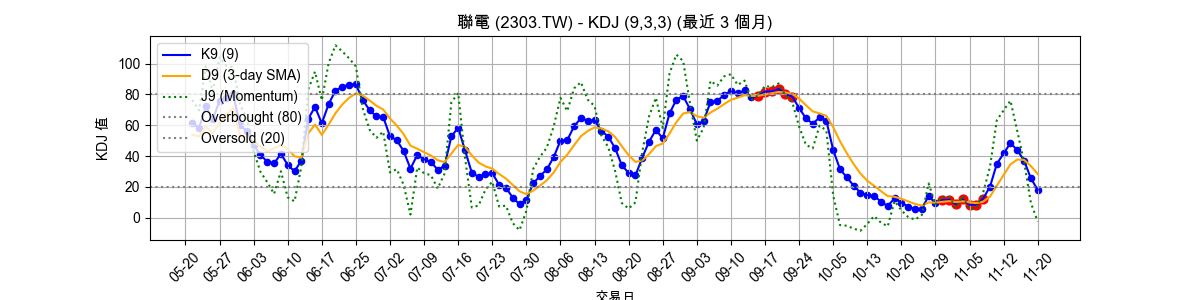 聯電 (2303.TW) - KDJ (9,3,3) (最近 3 個月)
KDJ 值
100
80
60
40
20
0
K9 (9)
D9 (3-day SMA)
J9 (Momentum)
Overbought (80)
Oversold (20)
05-20 05-27 06-03 06-10 06-17 06-25 07-02 07-09 07-16 07-23 07-30 08-06 08-13 08-20 08-27 09-03 09-10 09-17 09-24 10-05 10-13 10-20 10-29 11-05 11-12 11-20
交易日